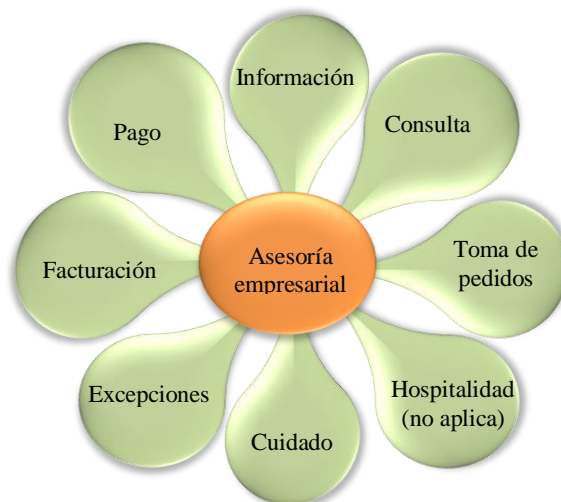 Información
Consulta
Pago
Toma de
pedidos
Asesoría
empresarial
Facturación
Hospitalidad
(no aplica)
Excepciones
Cuidado